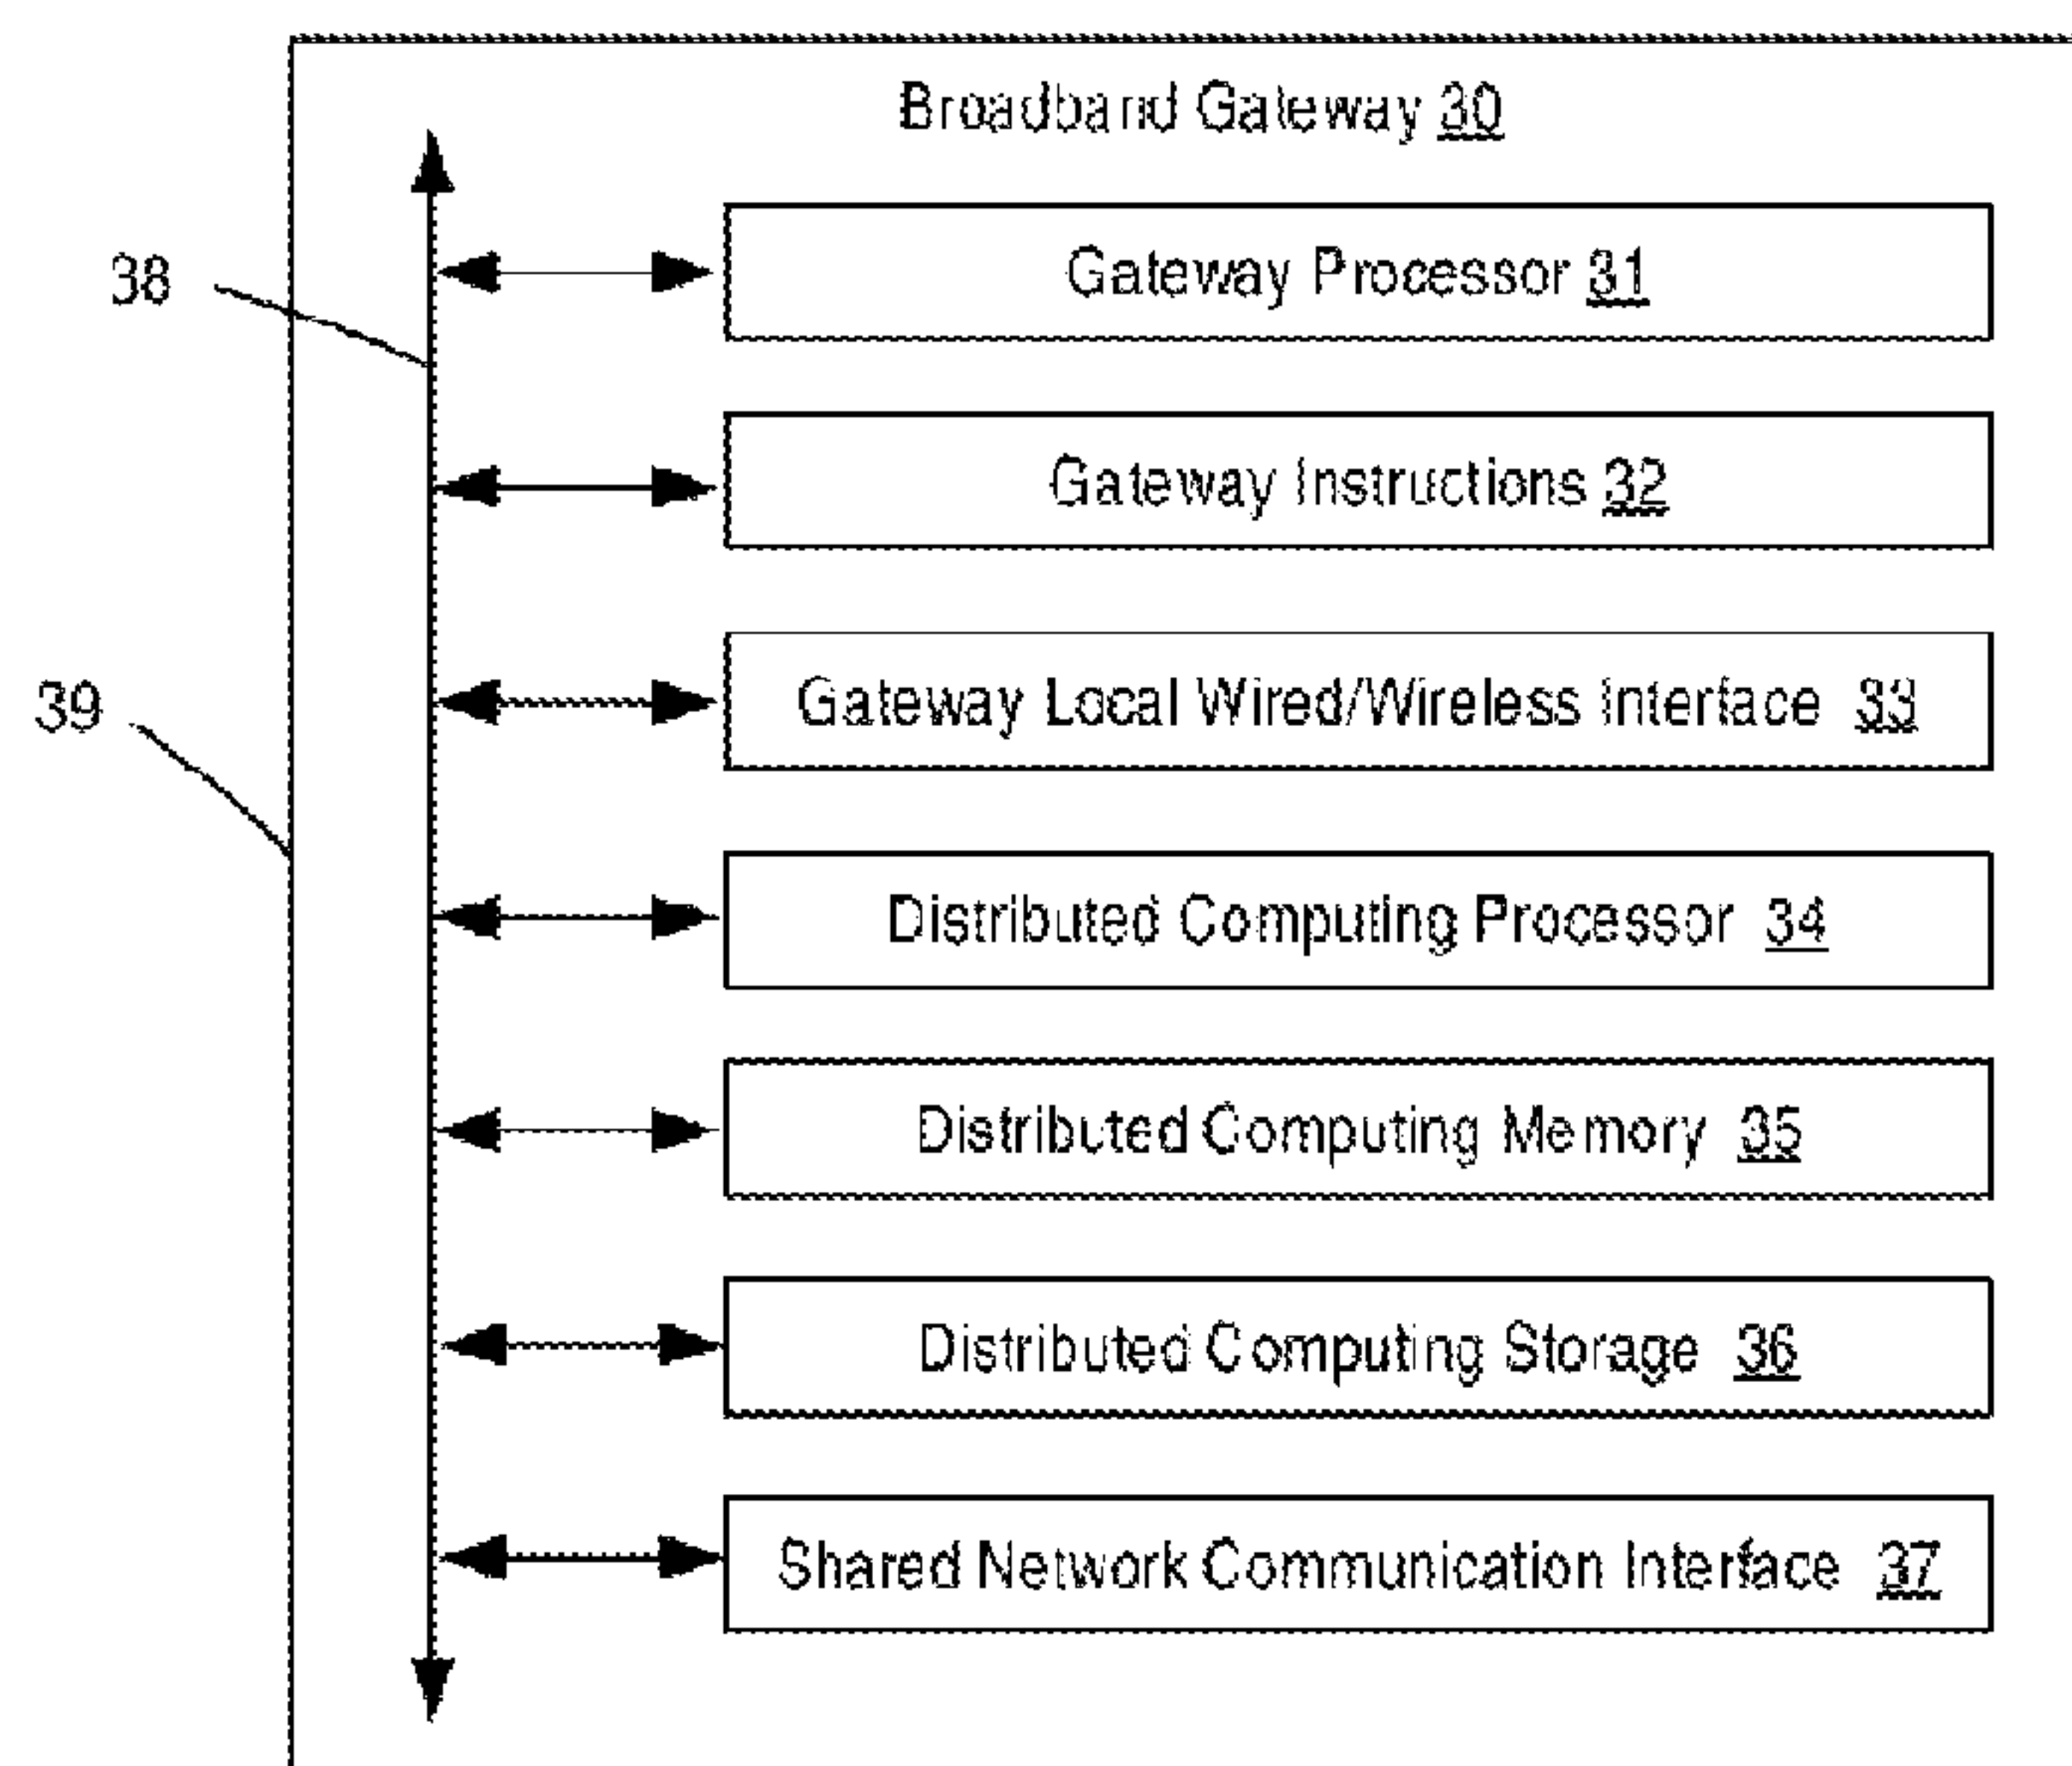 Broadband Gateway 30
38
Gateway Processor 31
Gateway Instructions 32
39
Gateway Local Wired/Wireless Interface 33
Distributed Computing Processor 34
Distributed Computing Memory 35
Distributed Computing Storage 36
Shared Network Communication Interface 37